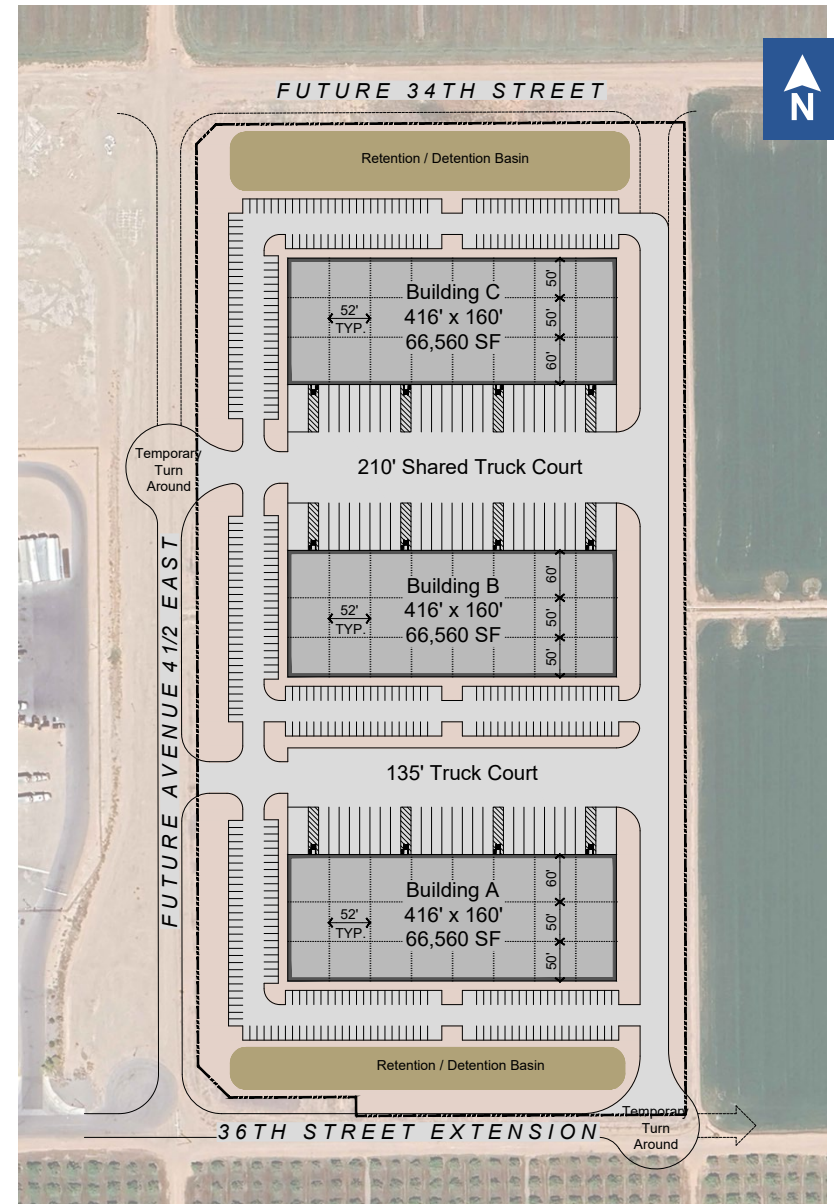 FUTURE 34TH STREET
N
Retention / Detention Basin
Building C
416' x 160'
66,560 SF
52'
TYP.
50'
50'
60'
Temporary
Turn
Around
210' Shared Truck Court
FUTURE AVENUE 4 1/2 EAST
Building B
416' x 160'
66,560 SF
52'
TYP.
60'
50'
50'
135' Truck Court
Building A
416' x 160'
66,560 SF
52'
TYP.
60'
50'
50'
Retention / Detention Basin
Temporary
Turn
Around
36TH STREET EXTENSION